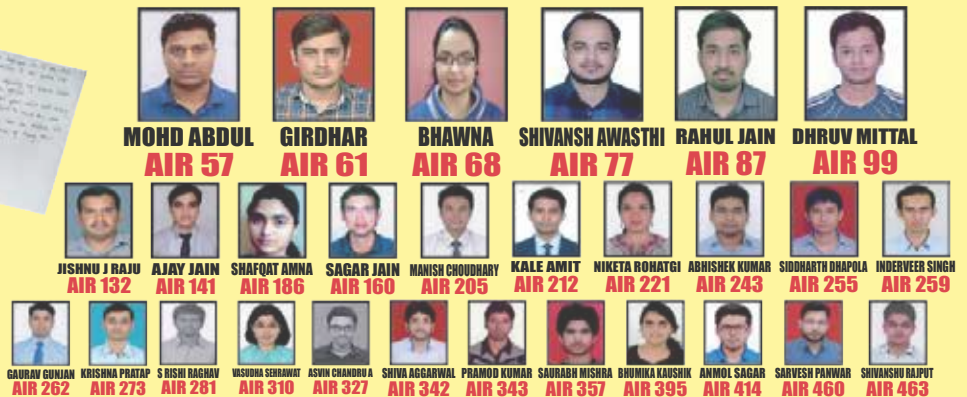 MOHD ABDUL GIRDHAR BHAWNA SHIVANSH AWASTHI RAHUL JAIN DHRUV MITTAL
AIR 57 AIR 61 AIR 68 AIR 77 AIR 87 AIR 99
JISHNU J RAJU AJAY JAIN SHAFQAT AMNA SAGAR JAIN MANISH CHOUDHARY KALE AMIT NIKETA ROHATGI ABHISHEK KUMAR SIDDHARTH DHAPOLA INDERVEER SINGH
AIR 132 AIR 141 AIR 186 AIR 160 AIR 205 AIR 212 AIR 221 AIR 243 AIR 255 AIR 259
GAURAV GUNJAN KRISHNA PRATAP S RISHI RAGHAV VASUDHA SEHRAWAT ASVIN CHANDRU A SHIVA AGGARWAL PRAMOD KUMAR SAURABH MISHRA BHUMIKA KAUSHIK ANMOL SAGAR SARVESH PANWAR SHIVANSHU RAJPUT
AIR 262 AIR 273 AIR 281 AIR 310 AIR 327 AIR 342 AIR 343 AIR 357 AIR 395 AIR 414 AIR 460 AIR 463